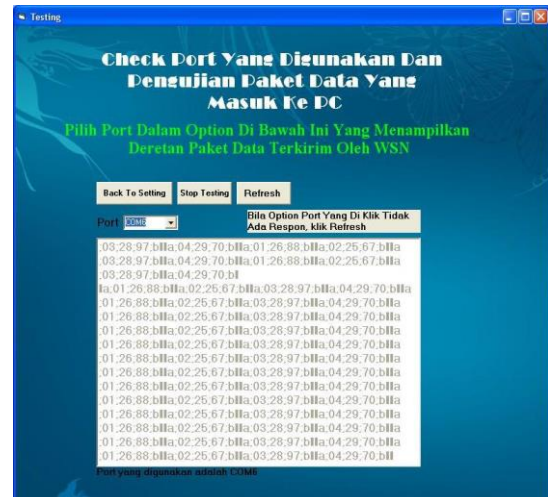 Testing
Check Port Yang Digunakan Dan
Pengujian Paket Data Yang
Masuk Ke PC
Pilih Port Dalam Option Di Bawah Ini Yang Menampilkan
Deretan Paket Data Terkirim Oleh WSN
Back To Setting Stop Testing Refresh
Port COM6 Bila Option Port Yang Di Klik Tidak
Ada Respon, klik Refresh
;03;28;97;bIIa;04;29;70;bIIa;01;26;88;bIIa;02;25;67;bIIa
;03;28;97;bIIa;04;29;70;bIIa;01;26;88;bIIa;02;25;67;bIIa
;03;28;97;bIIa;04;29;70;bI
Ia;01;26;88;bIIa;02;25;67;bIIa;03;28;97;bIIa;04;29;70;bIIa
;01;26;88;bIIa;02;25;67;bIIa;03;28;97;bIIa;04;29;70;bIIa
;01;26;88;bIIa;02;25;67;bIIa;03;28;97;bIIa;04;29;70;bIIa
;01;26;88;bIIa;02;25;67;bIIa;03;28;97;bIIa;04;29;70;bIIa
;01;26;88;bIIa;02;25;67;bIIa;03;28;97;bIIa;04;29;70;bIIa
;01;26;88;bIIa;02;25;67;bIIa;03;28;97;bIIa;04;29;70;bIIa
;01;26;88;bIIa;02;25;67;bIIa;03;28;97;bIIa;04;29;70;bIIa
;01;26;88;bIIa;02;25;67;bIIa;03;28;97;bIIa;04;29;70;bIIa
;01;26;88;bIIa;02;25;67;bIIa;03;28;97;bIIa;04;29;70;bIIa
;01;26;88;bIIa;02;25;67;bIIa;03;28;97;bIIa;04;29;70;bIIa
;01;26;88;bIIa;02;25;67;bIIa;03;28;97;bIIa;04;29;70;bIIa
;01;26;88;bIIa;02;25;67;bIIa;03;28;97;bIIa;04;29;70;bIIa
;01;26;88;bIIa;02;25;67;bIIa;03;28;97;bIIa;04;29;70;bII
Port yang digunakan adalah COM6